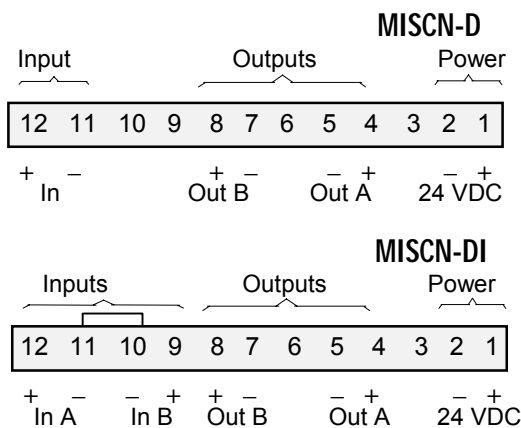 MISCN-D
Input Outputs Power
12 11 10 9 8 7 6 5 4 3 2 1
+ – + – – + – +
In Out B Out A 24 VDC
MISCN-DI
Inputs Outputs Power
12 11 10 9 8 7 6 5 4 3 2 1
+ – – + + – – + – +
In A In B Out B Out A 24 VDC